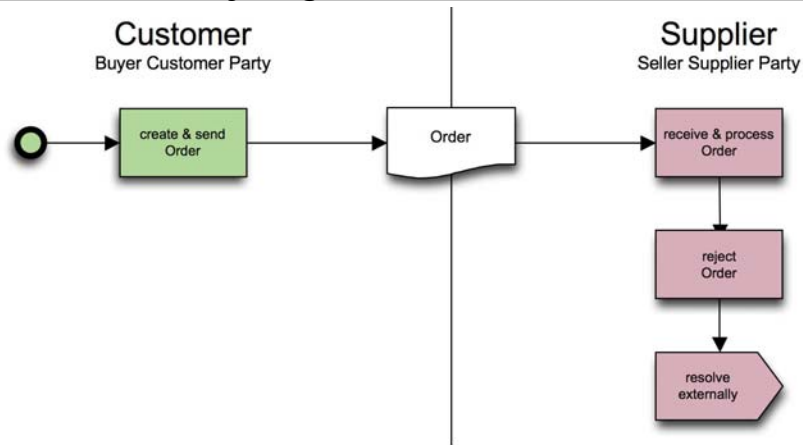 Customer
Buyer Customer Party
Supplier
Seller Supplier Party
create & send
Order
Order
receive & process
Order
reject
Order
resolve
externally